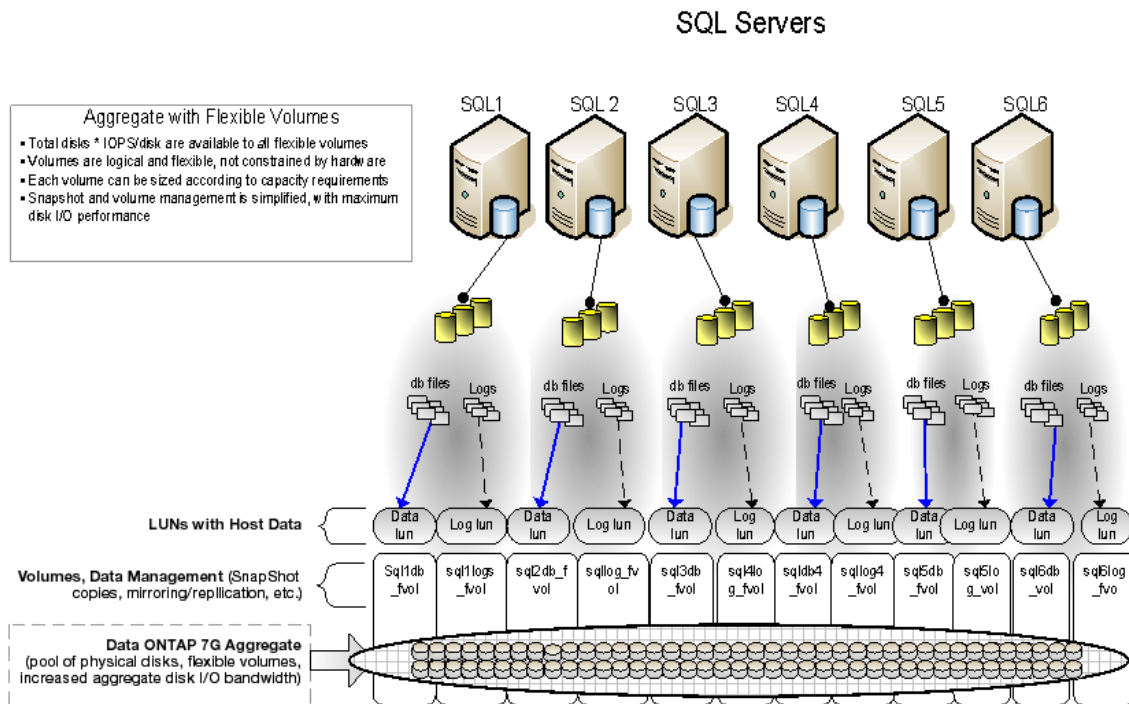 SQL Servers
SQL1 SQL 2 SQL3 SQL4 SQL5 SQL6
Aggregate with Flexible Volumes
▪ Total disks * IOPS/disk are available to all flexible volumes
▪ Volumes are logical and flexible, not constrained by hardware
▪ Each volume can be sized according to capacity requirements
▪ Snapshot and volume management is simplified, with maximum
disk I/O performance
db files Logs db files Logs db files Logs db files Logs db files Logs db files Logs
LUNs with Host Data
Data Log lun Data Log lun Data Log Data Log lun Data Log lun Data Log
lun lun lun lun lun lun lun lun
Volumes, Data Management (SnapShot
copies, mirroring/repllication, etc.)
Sql1db sql1logs sql2db_f sqllog_fv sql3db sql4lo sqldb4 sqllog4 sql5db sql5lo sql6db sql6log
_fvol _fvol vol ol _fvol g_fvol _fvol _fvol _fvol g_vol _vol _fvo
Data ONTAP 7G Aggregate
(pool of physical disks, flexible volumes,
increased aggregate disk I/O bandwidth)